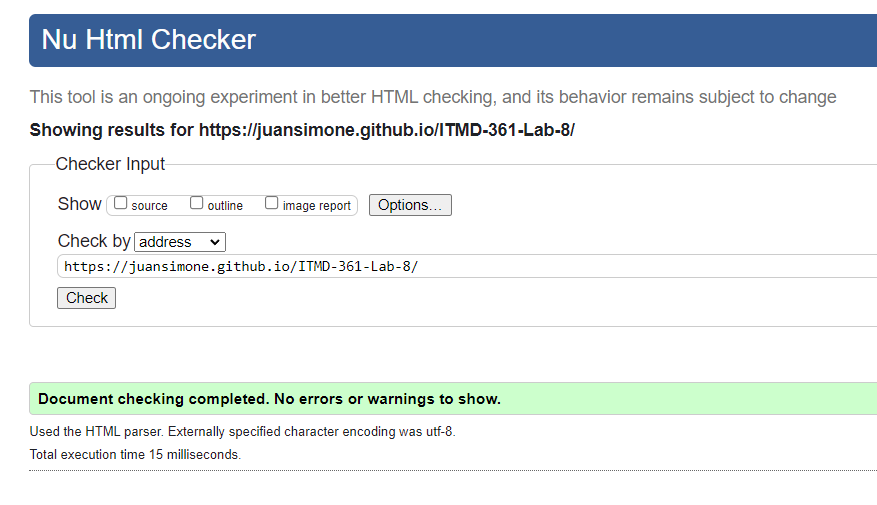 Nu Html Checker
This tool is an ongoing experiment in better HTML checking, and its behavior remains subject to change
Showing results for https://juansimone.github.io/ITMD-361-Lab-8/
Checker Input
Show source outline image report Options...
Check by address
https://juansimone.github.io/ITMD-361-Lab-8/
Check
Document checking completed. No errors or warnings to show.
Used the HTML parser. Externally specified character encoding was utf-8.
Total execution time 15 milliseconds.